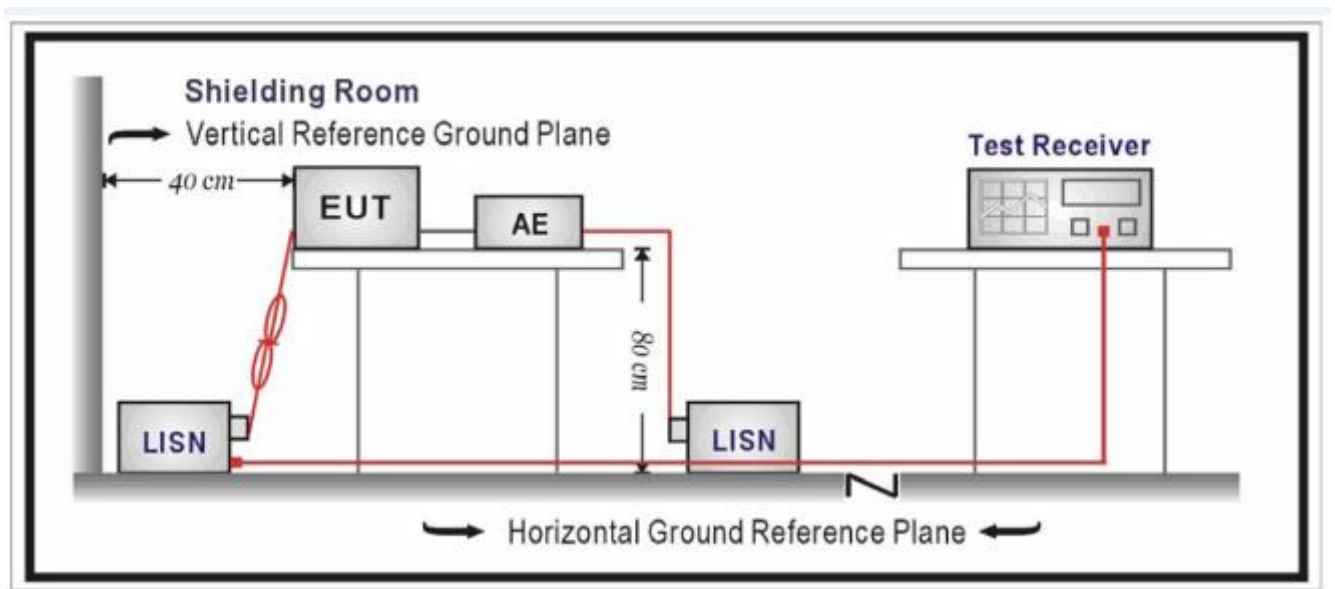 Shielding Room
Vertical Reference Ground Plane
Test Receiver
40 cm
EUT
AE
80 cm
LISN
LISN
Horizontal Ground Reference Plane